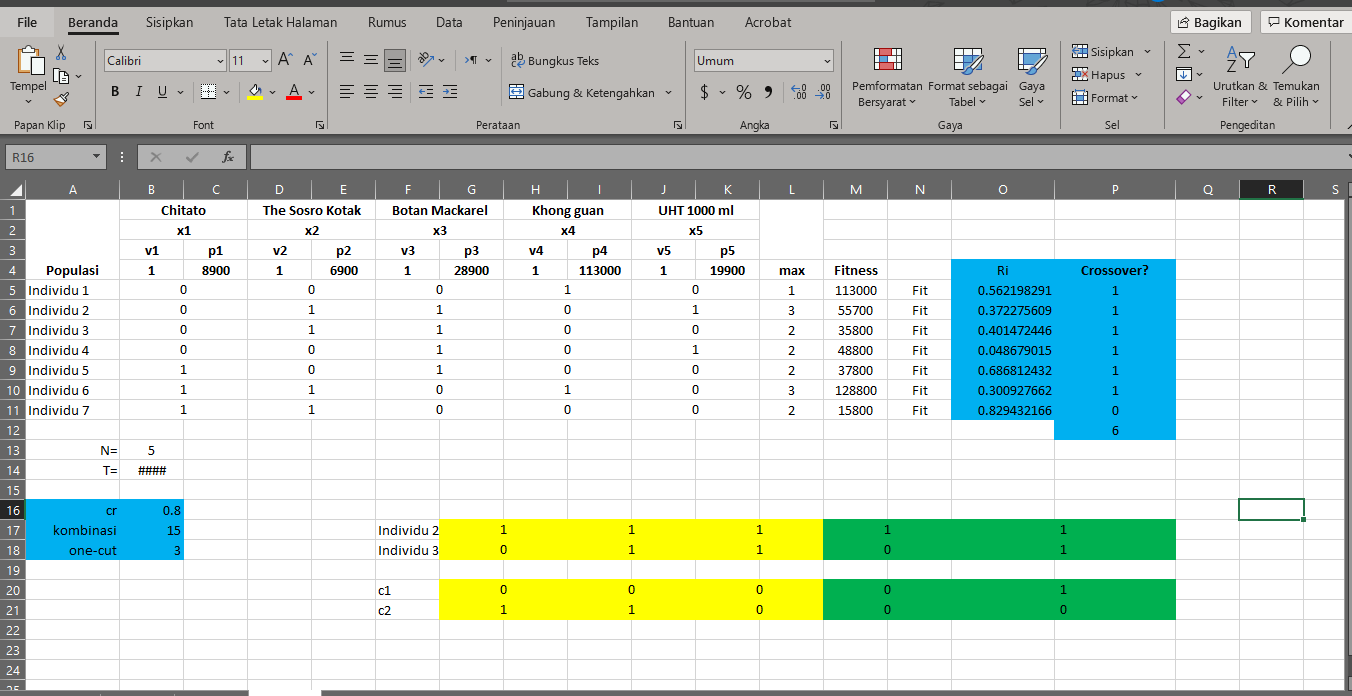 File Beranda Sisipkan Tata Letak Halaman Rumus Data Peninjauan Tampilan Bantuan Acrobat Bagikan Komentar
Calibri 11 ab Bungkus Teks Umum Sisipkan
Tempel B I U A Gabung & Ketengahkan $ % Pemformatan Bersyarat Format sebagai Tabel Gaya Sel Hapus Urutkan & Filter Temukan & Pilih
Format
Papan Klip Font Perataan Angka Gaya Sel Pengeditan
R16 fx
A B C D E F G H I J K L M N O P Q R S
1 Chitato The Sosro Kotak Botan Mackarel Khong guan UHT 1000 ml
2 x1 x2 x3 x4 x5
3 v1 p1 v2 p2 v3 p3 v4 p4 v5 p5
4 Populasi 1 8900 1 6900 1 28900 1 113000 1 19900 max Fitness Ri Crossover?
5 Individu 1 0 0 0 1 0 1 113000 Fit 0.562198291 1
6 Individu 2 0 1 1 0 1 3 55700 Fit 0.372275609 1
7 Individu 3 0 1 1 0 0 2 35800 Fit 0.401472446 1
8 Individu 4 0 0 1 0 1 2 48800 Fit 0.048679015 1
9 Individu 5 1 0 1 0 0 2 37800 Fit 0.686812432 1
10 Individu 6 1 1 0 1 0 3 128800 Fit 0.300927662 1
11 Individu 7 1 1 0 0 0 2 15800 Fit 0.829432166 0
12 6
13 N= 5
14 T= ####
15
16 cr 0.8
17 kombinasi 15 Individu 2 1 1 1 1 1
18 one-cut 3 Individu 3 0 1 1 0 1
19
20 c1 0 0 0 0 1
21 c2 1 1 0 0 0
22
23
24
25